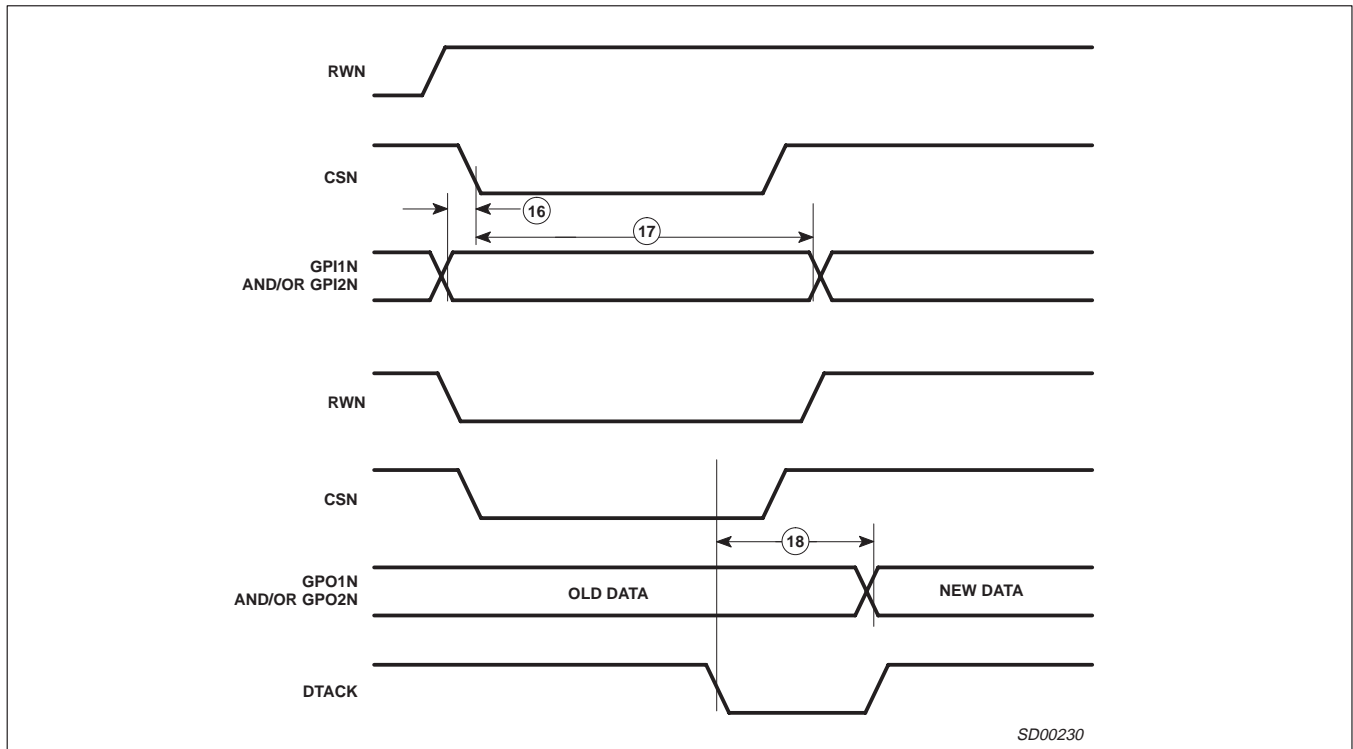 RWN
CSN
16
17
GPI1N
AND/OR GPI2N
RWN
CSN
18
GPO1N
AND/OR GPO2N
OLD DATA
NEW DATA
DTACK
SD00230